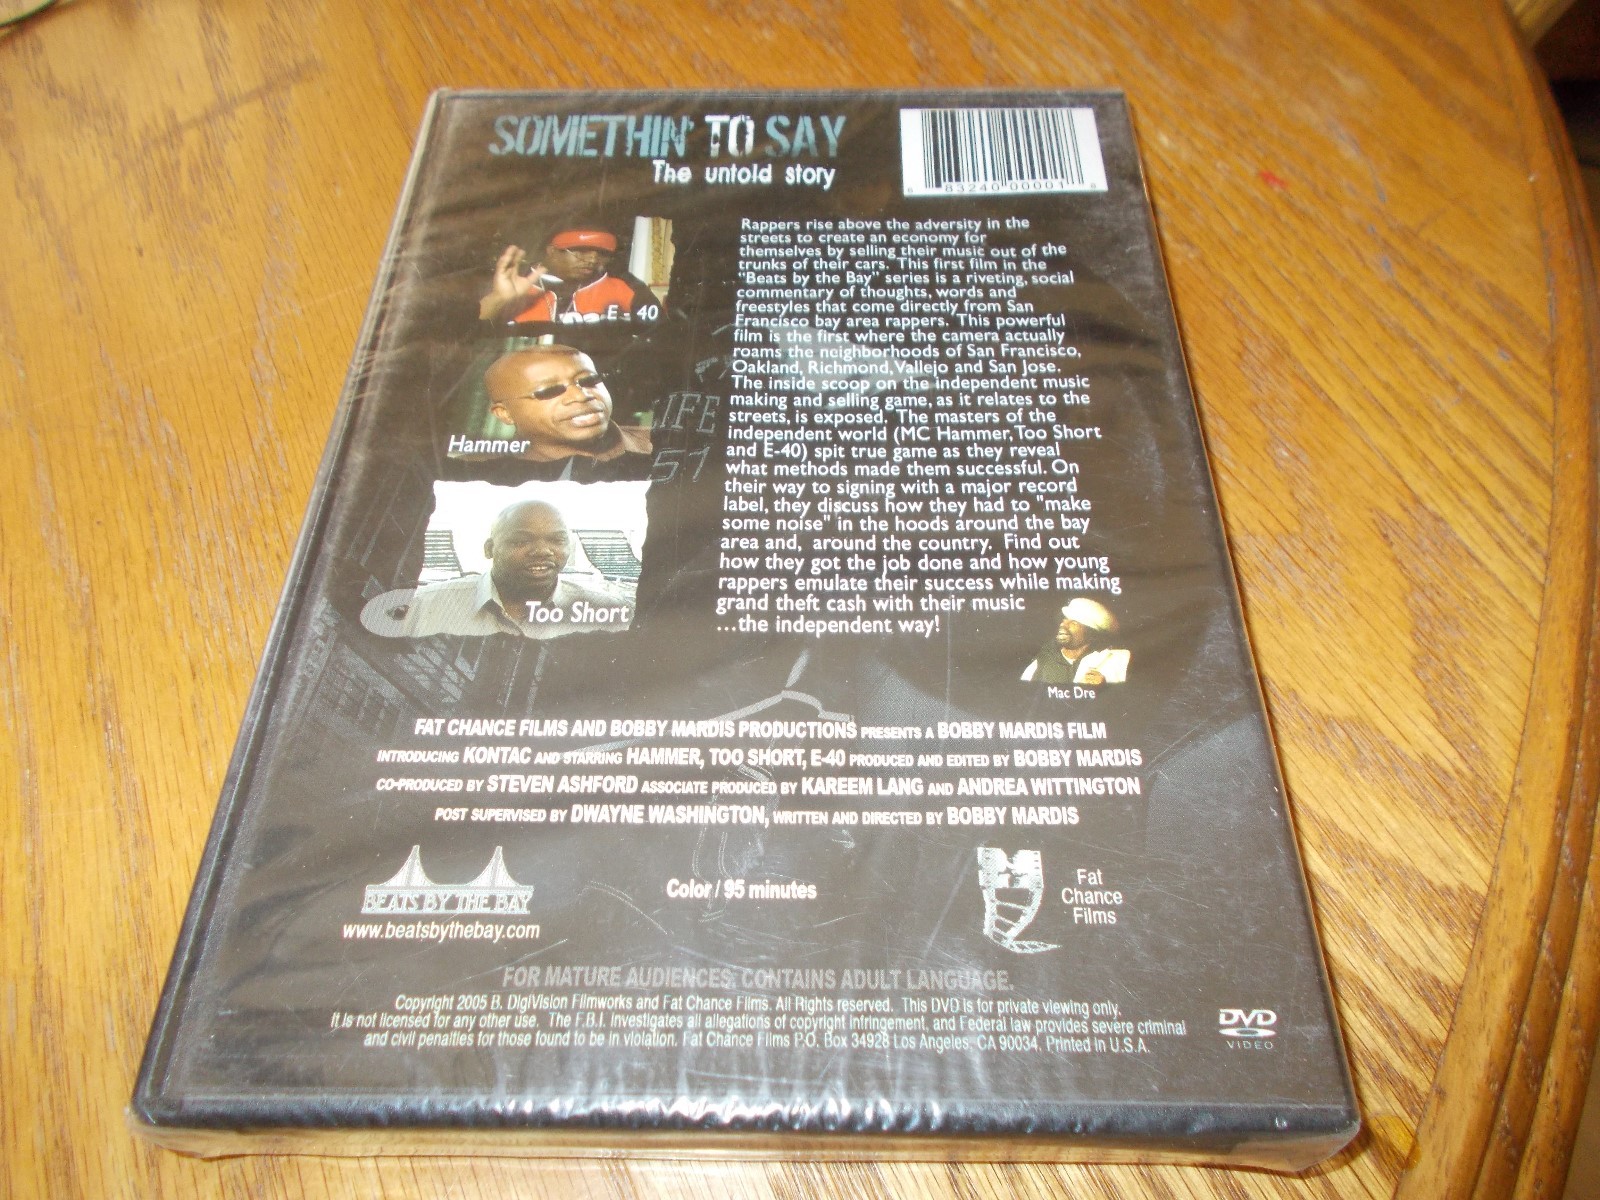 SOMETHIN' TO SAY
The untold story
6 83240 00001 9
Rappers rise above the adversity in the
streets to create an economy for
themselves by selling their music out of the
trunks of their cars. This first film in the
"Beats by the Bay" series is a riveting, social
commentary of thoughts, words and
freestyles that come directly from San
Francisco bay area rappers. This powerful
film is the first where the camera actually
roams the neighborhoods of San Francisco,
Oakland, Richmond, Vallejo and San Jose.
The inside scoop on the independent music
making and selling game, as it relates to the
streets, is exposed. The masters of the
independent world (MC Hammer, Too Short
and E-40) spit true game as they reveal
what methods made them successful. On
their way to signing with a major record
label, they discuss how they had to "make
some noise" in the hoods around the bay
area and, around the country. Find out
how they got the job done and how young
rappers emulate their success while making
grand theft cash with their music
...the independent way!
E - 40
Hammer
Too Short
Mac Dre
LIFE
51
FAT CHANCE FILMS AND BOBBY MARDIS PRODUCTIONS PRESENTS A BOBBY MARDIS FILM
INTRODUCING KONTAC AND STARRING HAMMER, TOO SHORT, E-40 PRODUCED AND EDITED BY BOBBY MARDIS
CO-PRODUCED BY STEVEN ASHFORD ASSOCIATE PRODUCED BY KAREEM LANG AND ANDREA WITTINGTON
POST SUPERVISED BY DWAYNE WASHINGTON, WRITTEN AND DIRECTED BY BOBBY MARDIS
BEATS BY THE BAY
www.beatsbythebay.com
Color / 95 minutes
Fat
Chance
Films
FOR MATURE AUDIENCES. CONTAINS ADULT LANGUAGE.
Copyright 2005 B. DigiVision Filmworks and Fat Chance Films. All Rights reserved. This DVD is for private viewing only.
It is not licensed for any other use. The F.B.I. investigates all allegations of copyright infringement, and Federal law provides severe criminal
and civil penalties for those found to be in violation. Fat Chance Films P.O. Box 34928 Los Angeles, CA 90034. Printed in U.S.A.
DVD
VIDEO